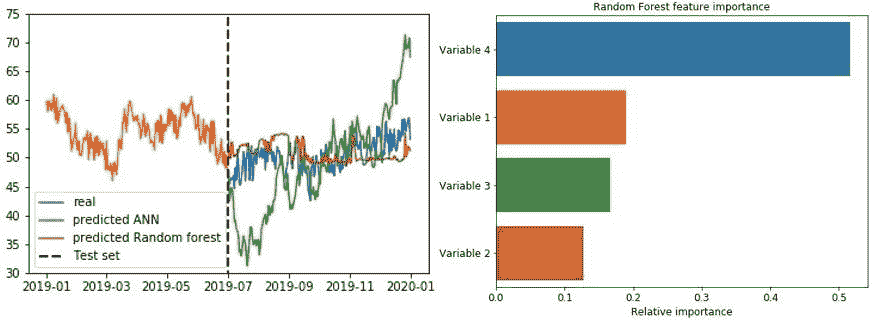 75
70
65
60
55
50
45
40
35
30
real
predicted ANN
predicted Random forest
Test set
2019-01 2019-03 2019-05 2019-07 2019-09 2019-11 2020-01
Random Forest feature importance
Variable 4
Variable 1
Variable 3
Variable 2
0.0 0.1 0.2 0.3 0.4 0.5
Relative importance